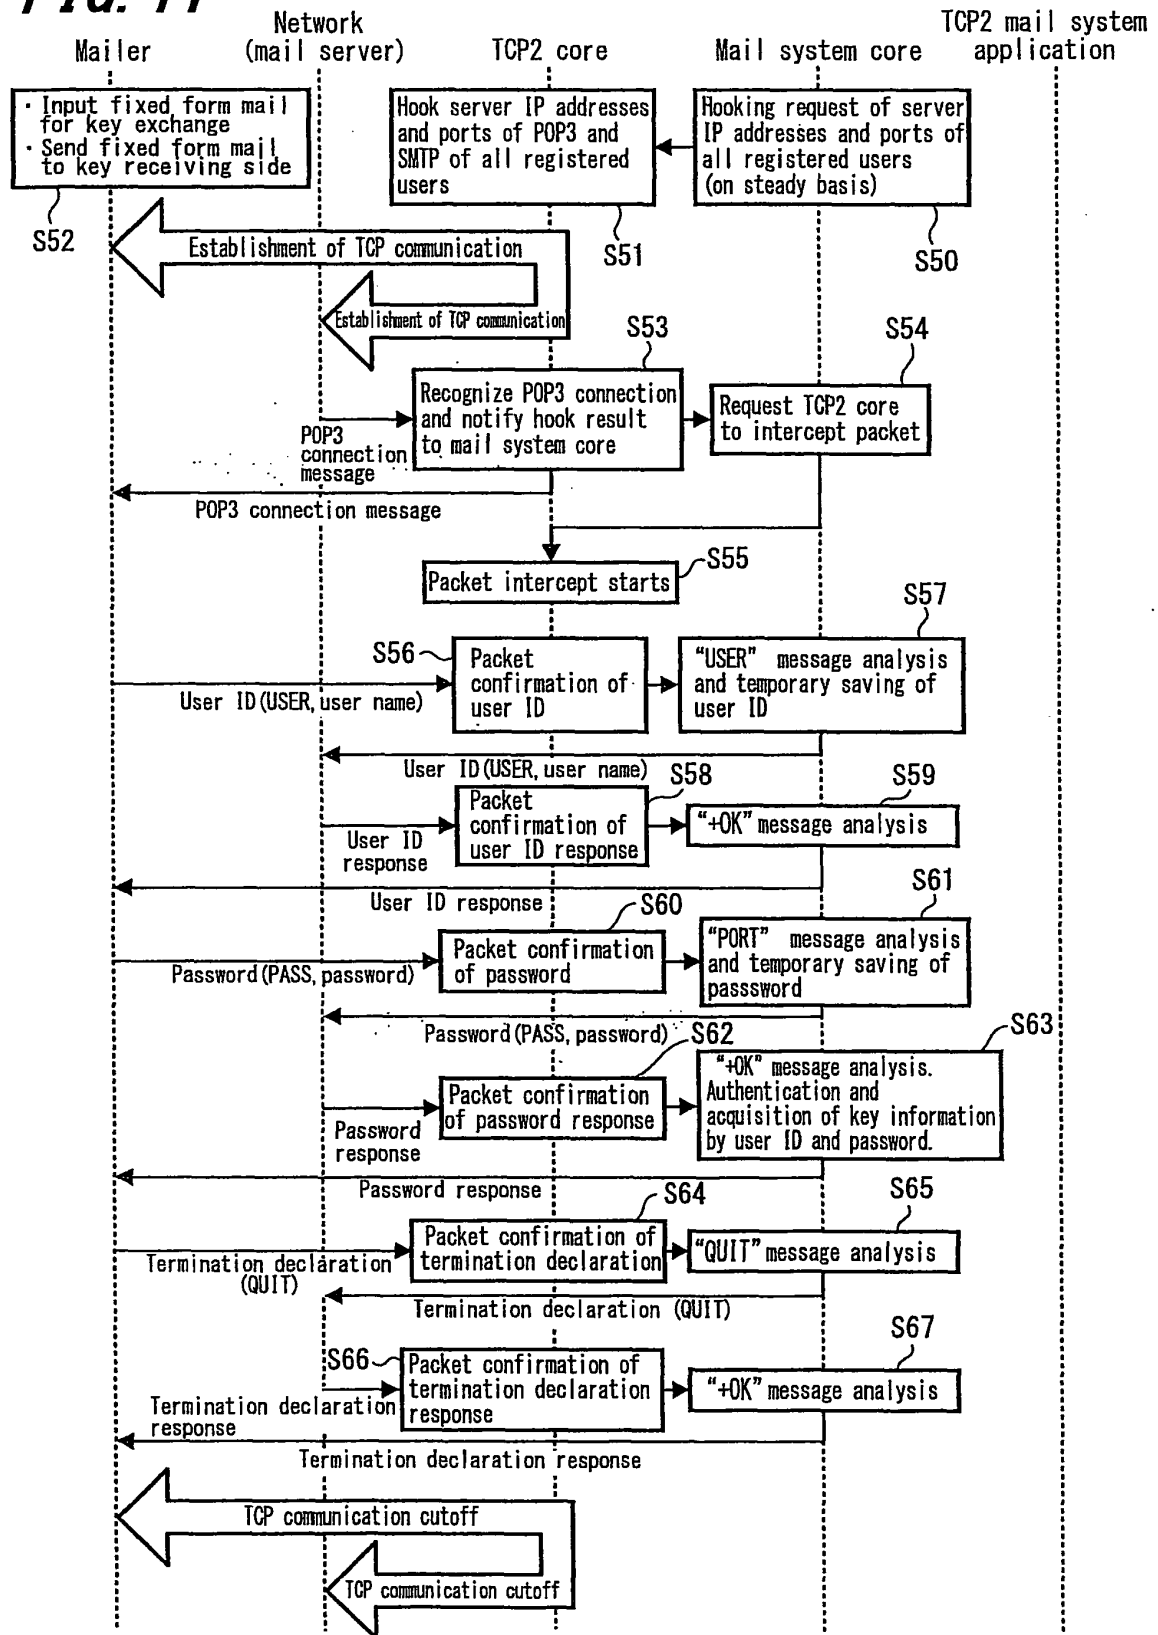 FIG. 11
Mailer
Network
(mail server)
TCP2 core
Mail system core
TCP2 mail system
application
· Input fixed form mail
for key exchange
· Send fixed form mail
to key receiving side
Hook server IP addresses
and ports of POP3 and
SMTP of all registered
users
Hooking request of server
IP addresses and ports of
all registered users
(on steady basis)
S52
S51
S50
Establishment of TCP communication
Establishment of TCP communication
S53
S54
Recognize POP3 connection
and notify hook result
to mail system core
Request TCP2 core
to intercept packet
POP3
connection
message
POP3 connection message
S55
Packet intercept starts
S57
S56
Packet
confirmation of
user ID
"USER" message analysis
and temporary saving of
user ID
User ID(USER, user name)
User ID(USER, user name)
S58
S59
Packet
confirmation of
user ID response
"+OK" message analysis
User ID
response
User ID response
S60
S61
Packet confirmation
of password
"PORT" message analysis
and temporary saving of
passsword
Password(PASS, password)
Password(PASS, password)
S62
S63
Packet confirmation
of password response
"+OK" message analysis.
Authentication and
acquisition of key information
by user ID and password.
Password
response
Password response
S64
S65
Packet confirmation of
termination declaration
"QUIT" message analysis
Termination declaration
(QUIT)
Termination declaration (QUIT)
S66
S67
Packet confirmation of
termination declaration
response
"+OK" message analysis
Termination declaration
response
Termination declaration response
TCP communication cutoff
TCP communication cutoff